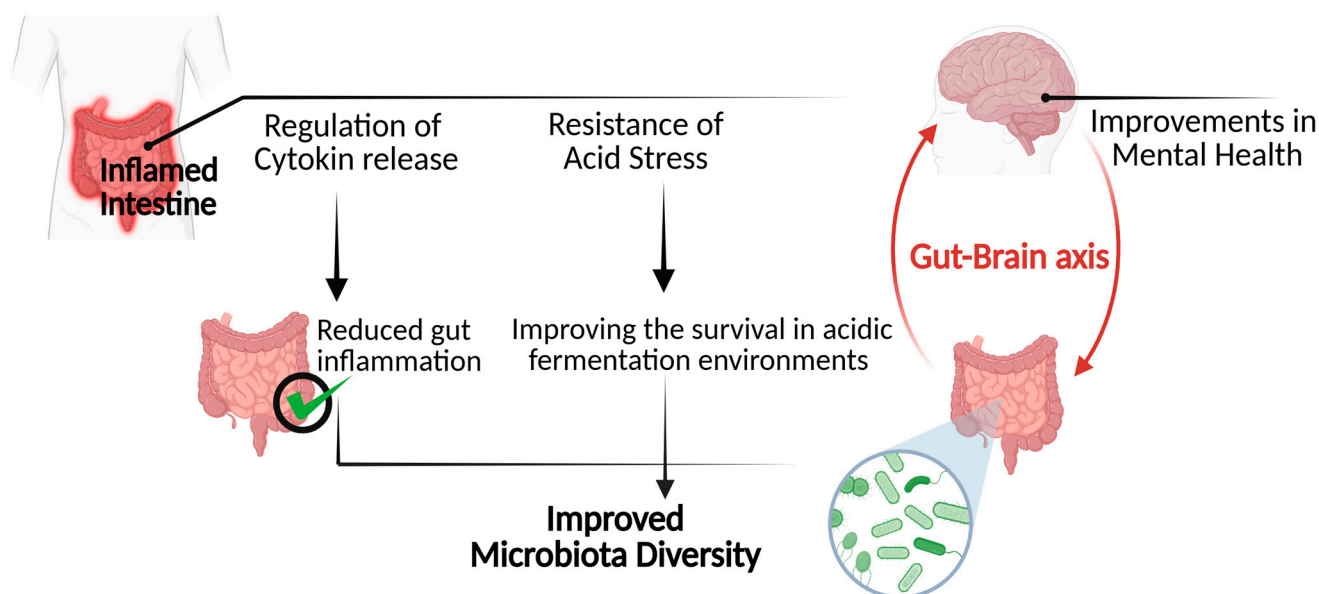 Inflamed
Intestine
Regulation of
Cytokin release
Resistance of
Acid Stress
Improvements in
Mental Health
Gut-Brain axis
Reduced gut
inflammation
Improving the survival in acidic
fermentation environments
Improved
Microbiota Diversity